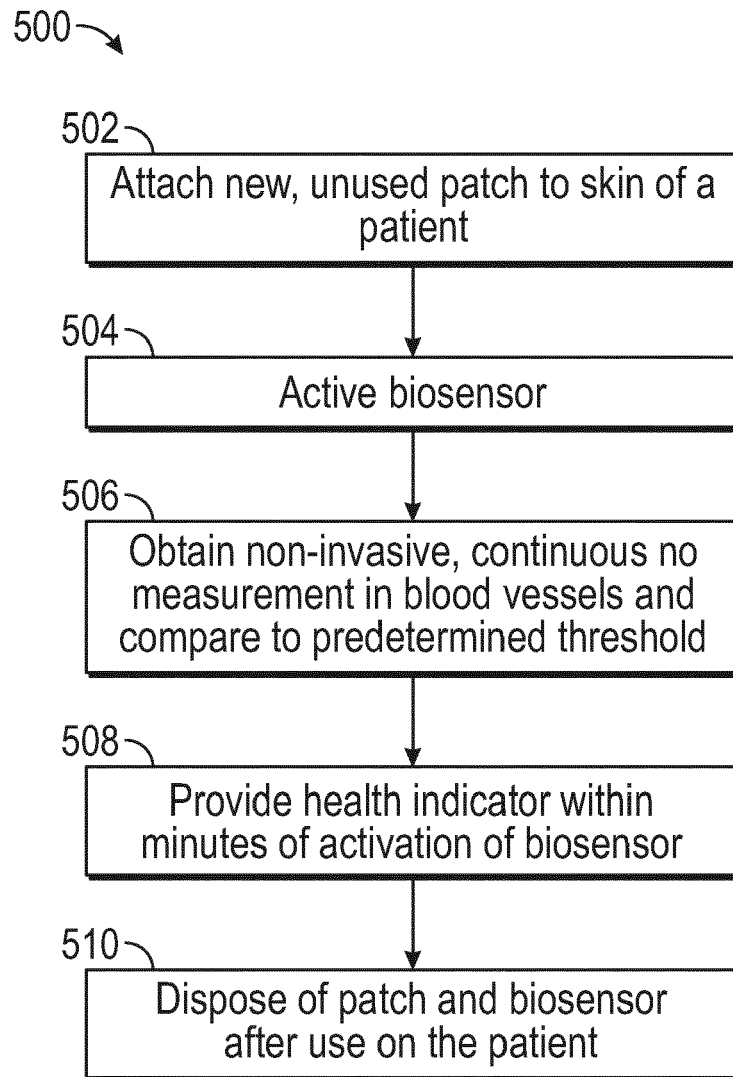 500
502
Attach new, unused patch to skin of a
patient
504
Active biosensor
506
Obtain non-invasive, continuous no
measurement in blood vessels and
compare to predetermined threshold
508
Provide health indicator within
minutes of activation of biosensor
510
Dispose of patch and biosensor
after use on the patient